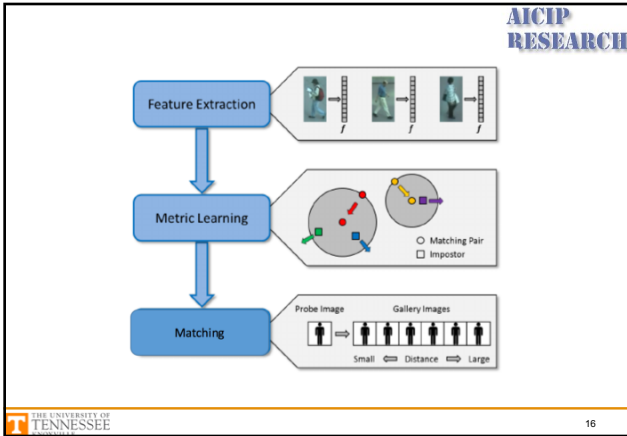 AICIP
RESEARCH
Feature Extraction
f
f
f
Metric Learning
Matching Pair
Impostor
Matching
Probe Image
Gallery Images
Small
Distance
Large
THE UNIVERSITY OF
TENNESSEE
KNOXVILLE
16